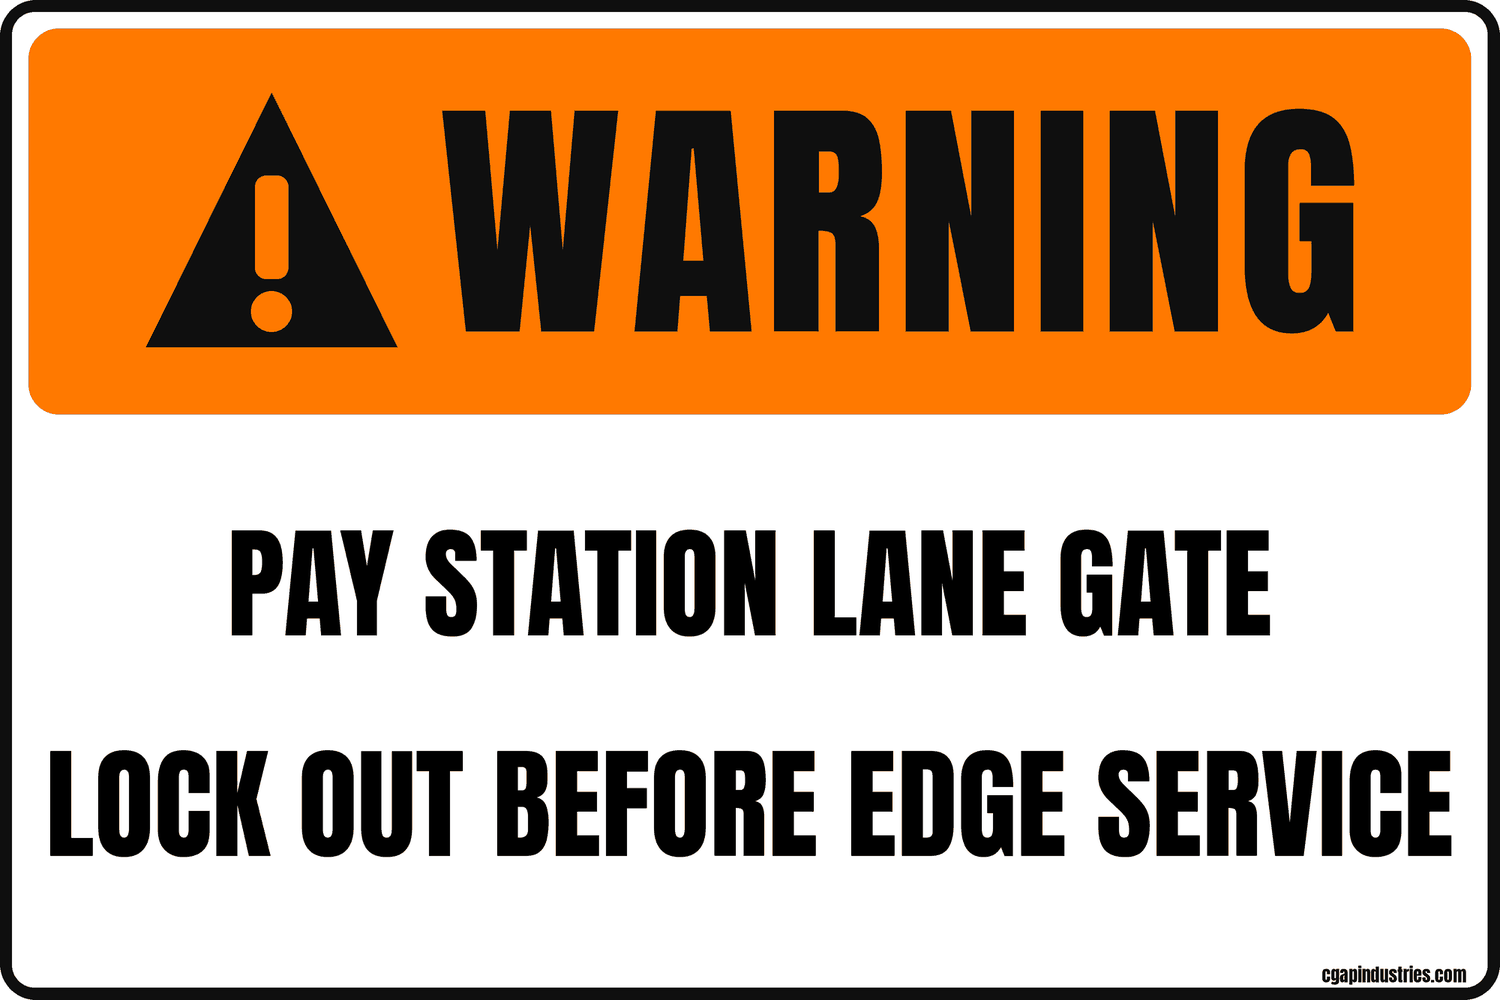 WARNING
PAY STATION LANE GATE
LOCK OUT BEFORE EDGE SERVICE
cgapindustries.com